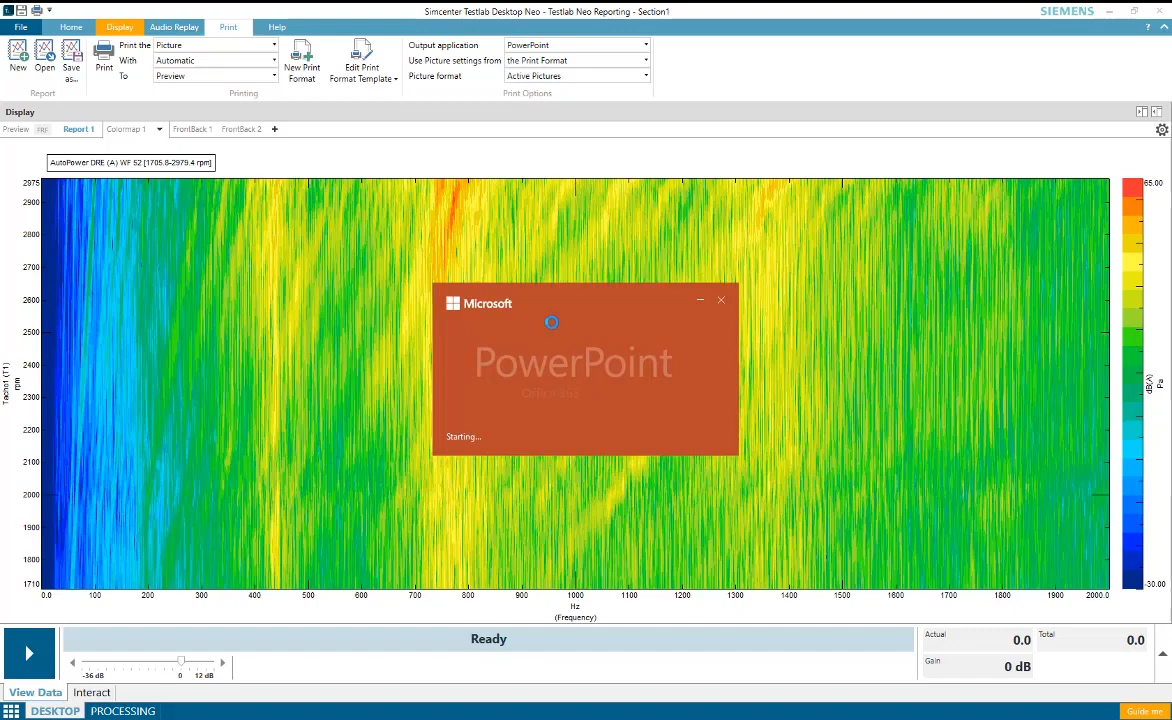 Simcenter Testlab Desktop Neo - Testlab Neo Reporting - Section1
SIEMENS
File Home Display Audio Replay Print Help
New Open Save as...
Report
Print
Print the Picture
With Automatic
To Preview
New Print Format
Edit Print Format Template
Printing
Output application PowerPoint
Use Picture settings from the Print Format
Picture format Active Pictures
Print Options
Display
Preview FRF Report 1 Colormap 1 FrontBack 1 FrontBack 2 +
AutoPower DRE (A) WF 52 [1705.8-2979.4 rpm]
2975
2900
2800
2700
2600
2500
2400
2300
2200
2100
2000
1900
1800
1710
Tacho1 (T1)
rpm
0.0 100 200 300 400 500 600 700 800 900 1000 1100 1200 1300 1400 1500 1600 1700 1800 1900 2000.0
Hz
(Frequency)
65.00
-30.00
dB(A)
Pa
Microsoft
PowerPoint
Starting...
Ready
-36 dB 0 12 dB
Actual 0.0 Total 0.0
Gain 0 dB
View Data Interact
DESKTOP PROCESSING
Guide me